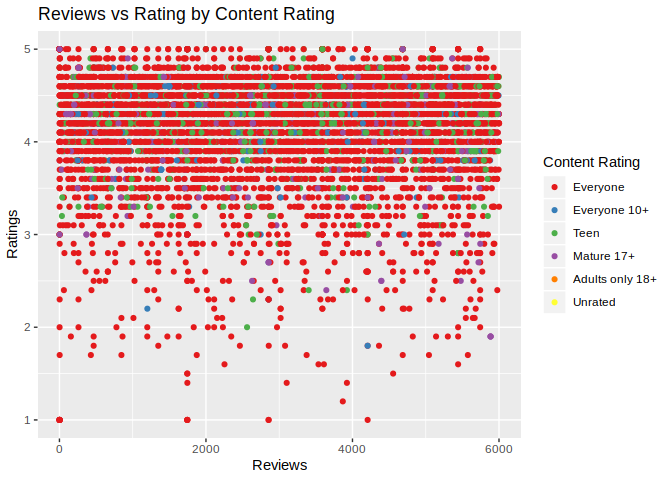 Reviews vs Rating by Content Rating
5
4
3
2
1
Ratings
0
2000
4000
6000
Reviews
Content Rating
Everyone
Everyone 10+
Teen
Mature 17+
Adults only 18+
Unrated